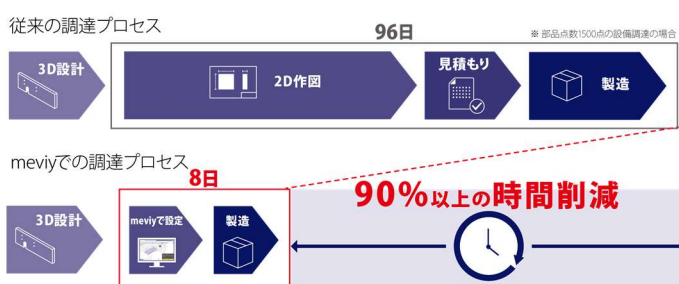 従来の調達プロセス
96日
※ 部品点数1500点の設備調達の場合
3D設計
2D作図
見積もり
製造
meviyでの調達プロセス
8日
90%以上の時間削減
3D設計
meviyで設定
製造